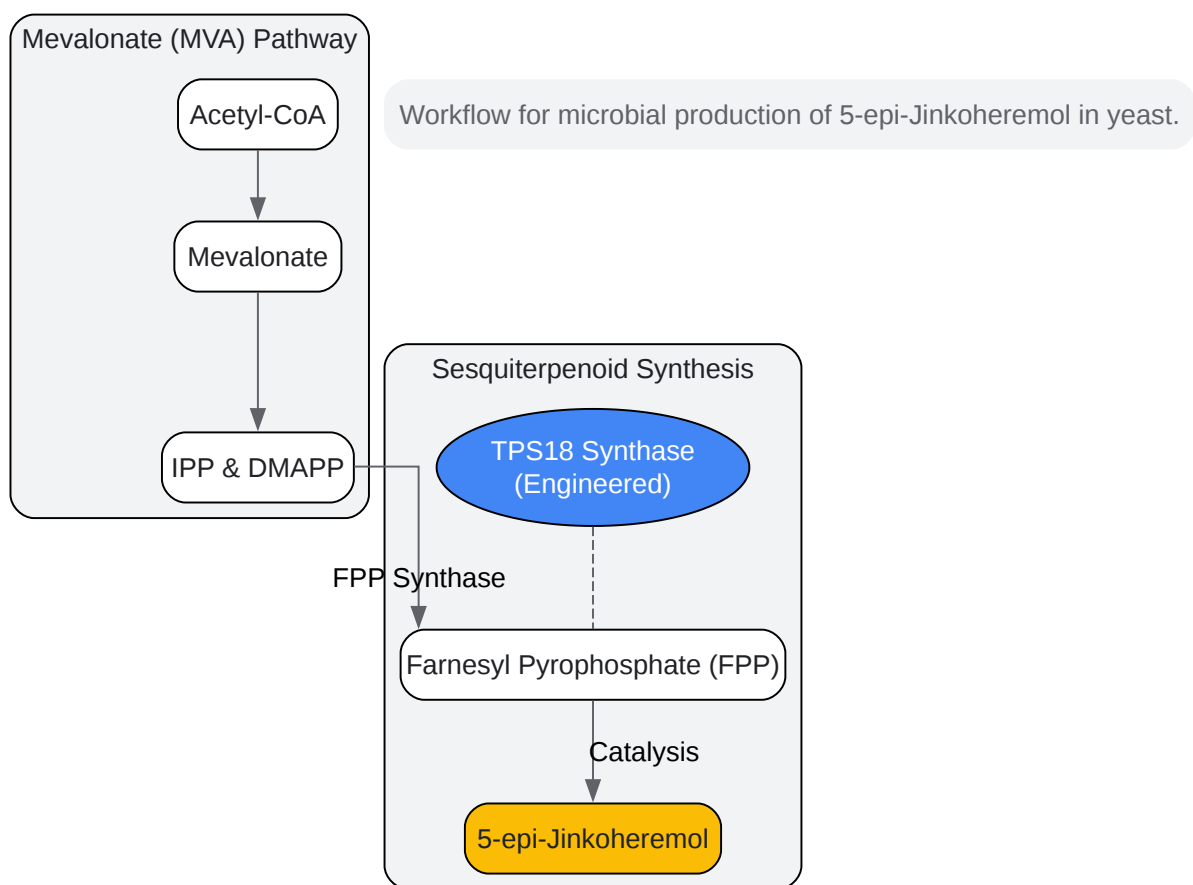 Mevalonate (MVA) Pathway
Acetyl-CoA
Workflow for microbial production of 5-epi-Jinkoheremol in yeast.
Mevalonate
IPP & DMAPP
Sesquiterpenoid Synthesis
TPS18 Synthase
(Engineered)
FPP Synthase
Farnesyl Pyrophosphate (FPP)
Catalysis
5-epi-Jinkoheremol